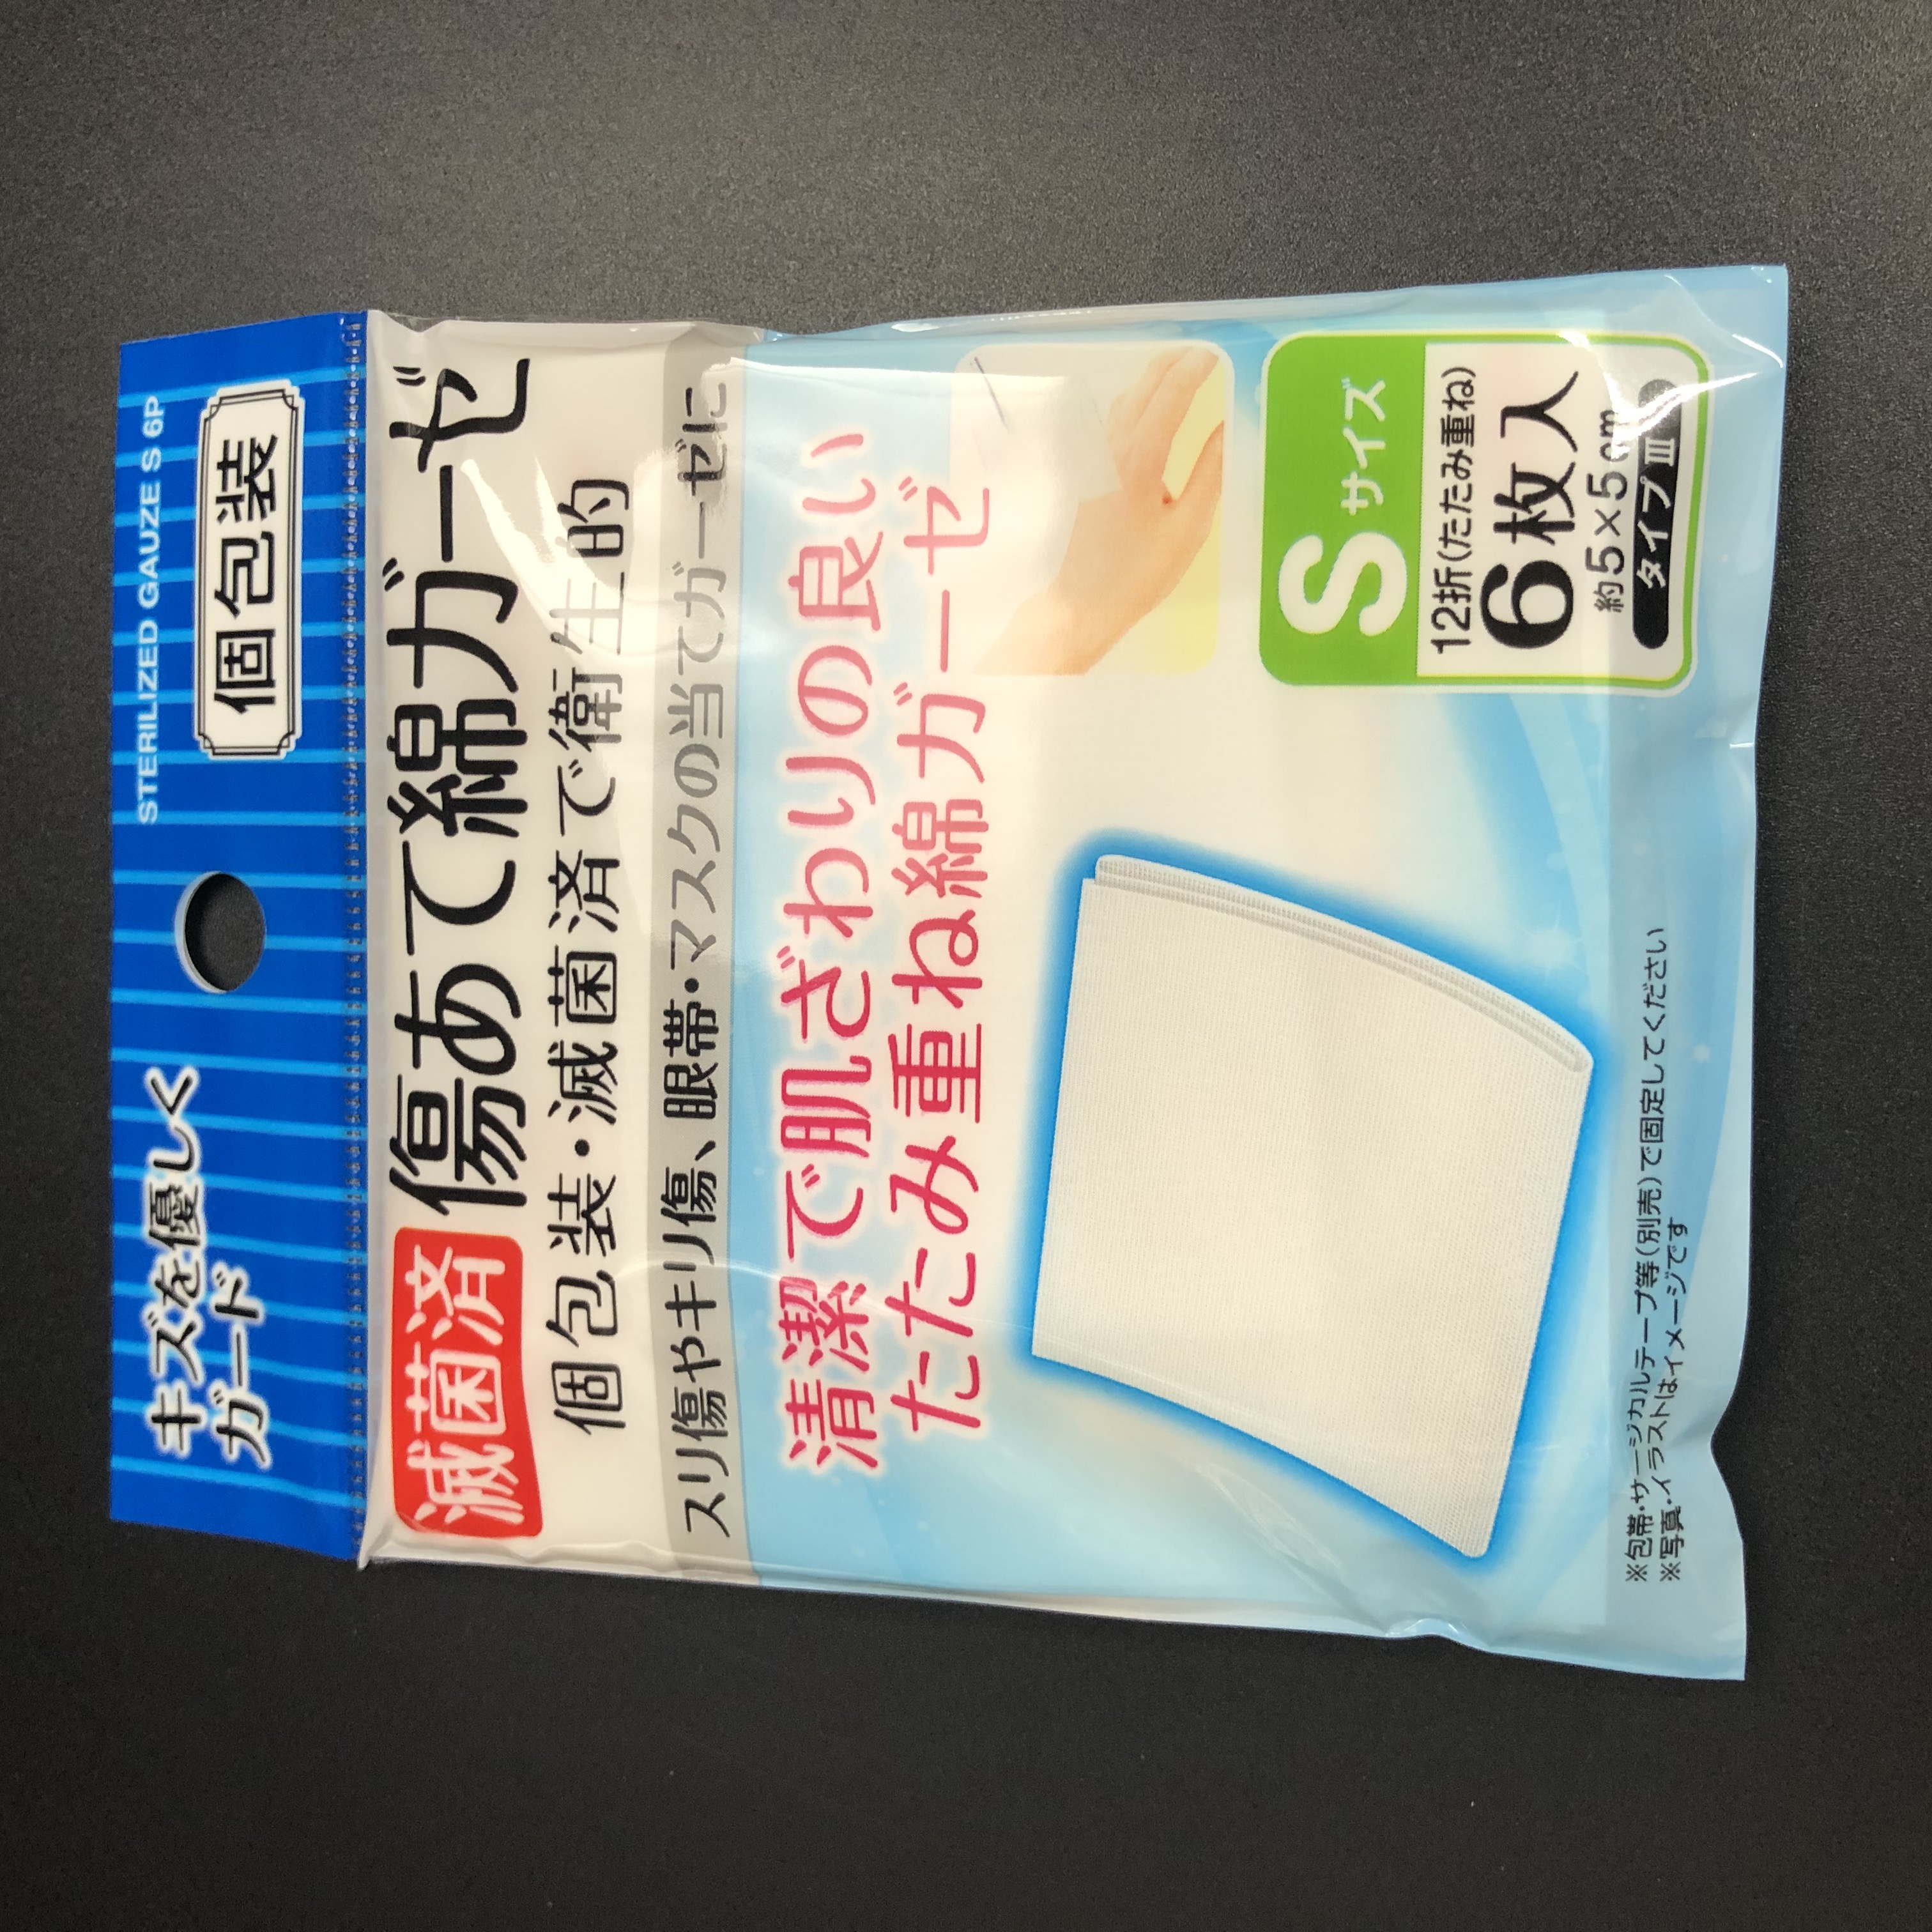 キズを優しく
ガード
STERILIZED GAUZE S 6P
個包装
滅菌済 傷あて綿ガーゼ
個包装・滅菌済で衛生的
スリ傷やキリ傷、眼帯・マスクの当てガーゼに
清潔で肌ざわりの良い
たたみ重ね綿ガーゼ
Sサイズ
12折(たたみ重ね)
6枚入
約5×5cm
タイプⅢ
※包帯・サージカルテープ等(別売)で固定してください
※写真・イラストはイメージです